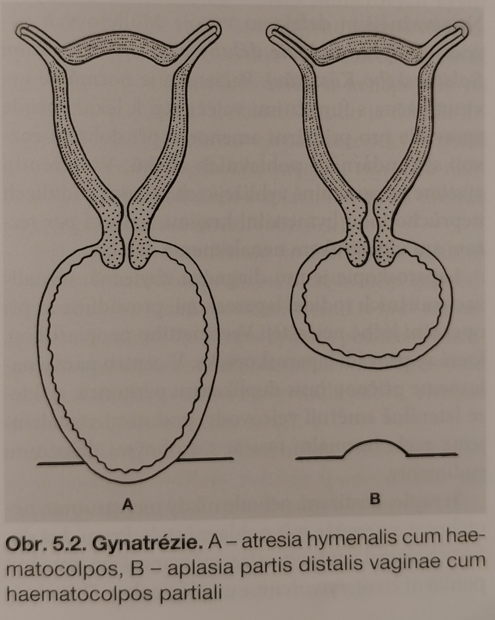 A
B
Obr. 5.2. Gynatrézie. A – atresia hymenalis cum hae-
matocolpos, B – aplasia partis distalis vaginae cum
haematocolpos partiali